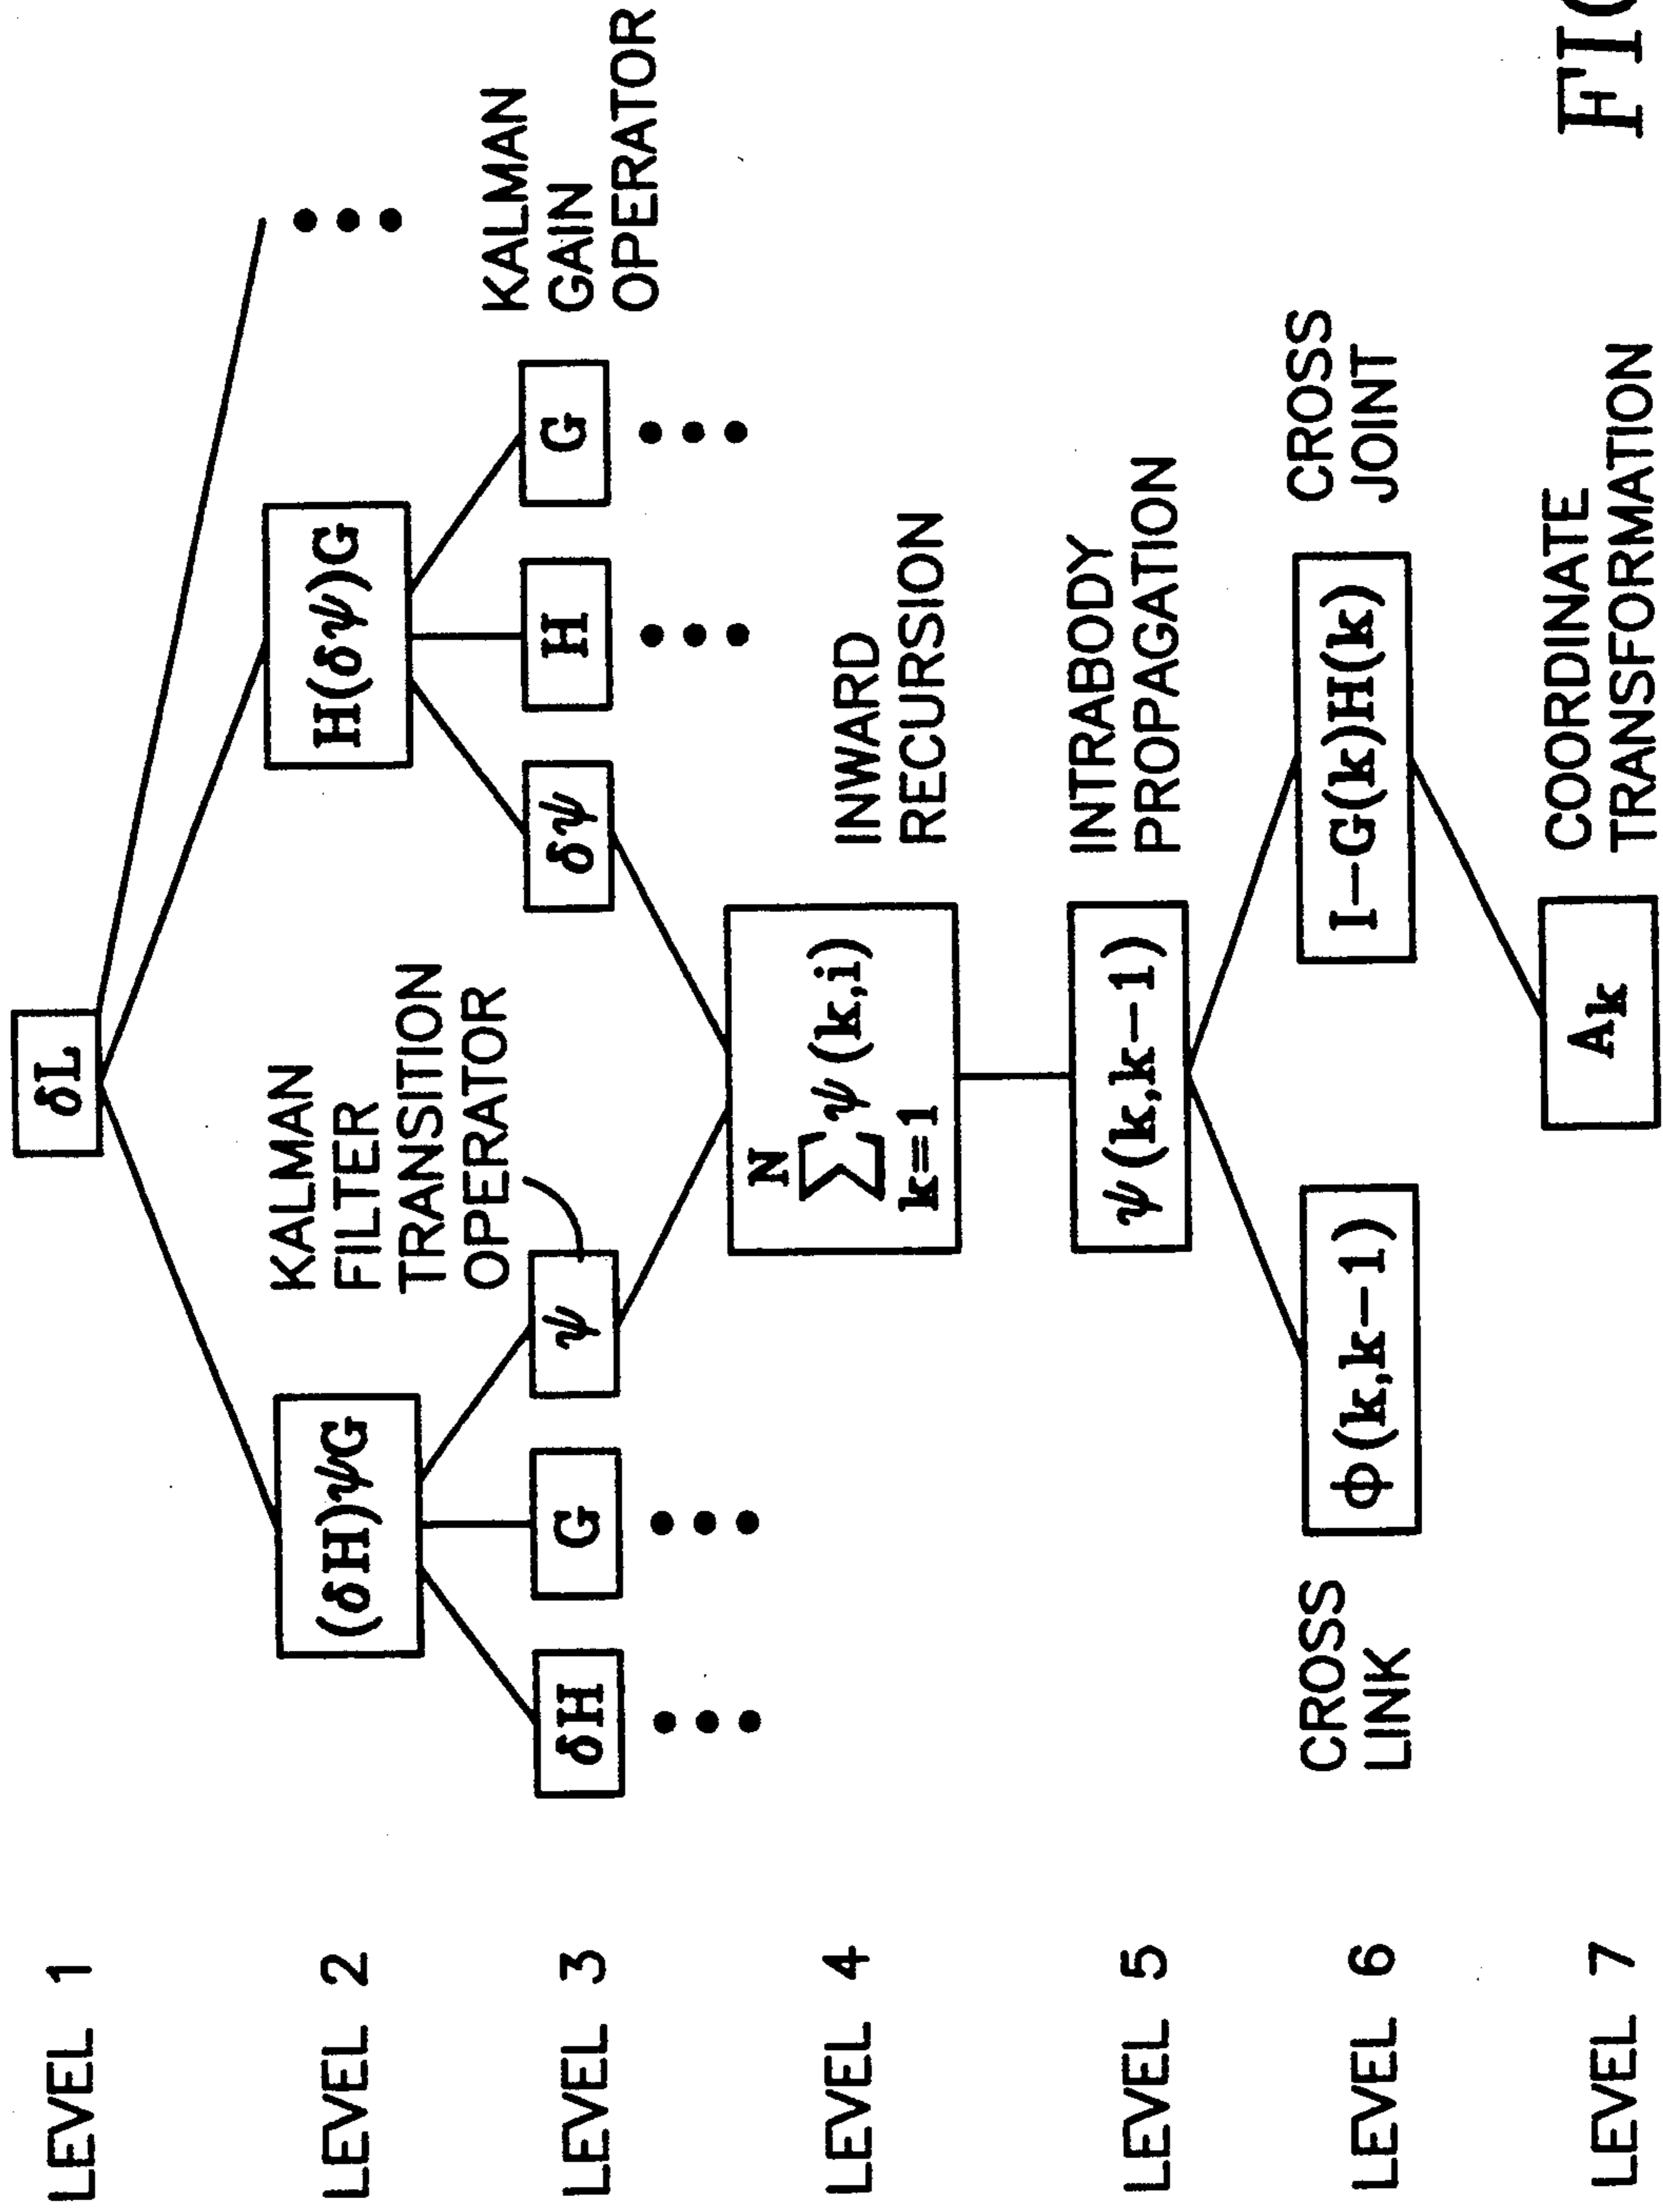 LEVEL 1
δL
LEVEL 2
(δH)ψG
KALMAN
FILTER
TRANSITION
OPERATOR
H(δψ)G
LEVEL 3
δH
G
ψ
δψ
H
G
KALMAN
GAIN
OPERATOR
LEVEL 4
N
∑ ψ(k,i)
k=1
INWARD
RECURSION
LEVEL 5
ψ(k,k-1)
INTRABODY
PROPAGATION
LEVEL 6
CROSS
LINK
ϕ(k,k-1)
I-G(k)H(k)
CROSS
JOINT
LEVEL 7
Ak
COORDINATE
TRANSFORMATION